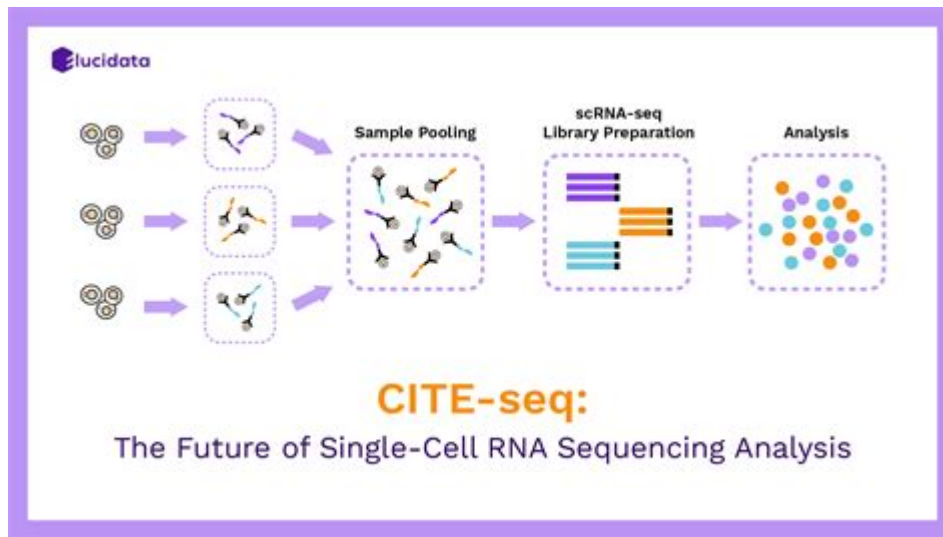 Elucidata
Sample Pooling
scRNA-seq
Library Preparation
Analysis
CITE-seq:
The Future of Single-Cell RNA Sequencing Analysis